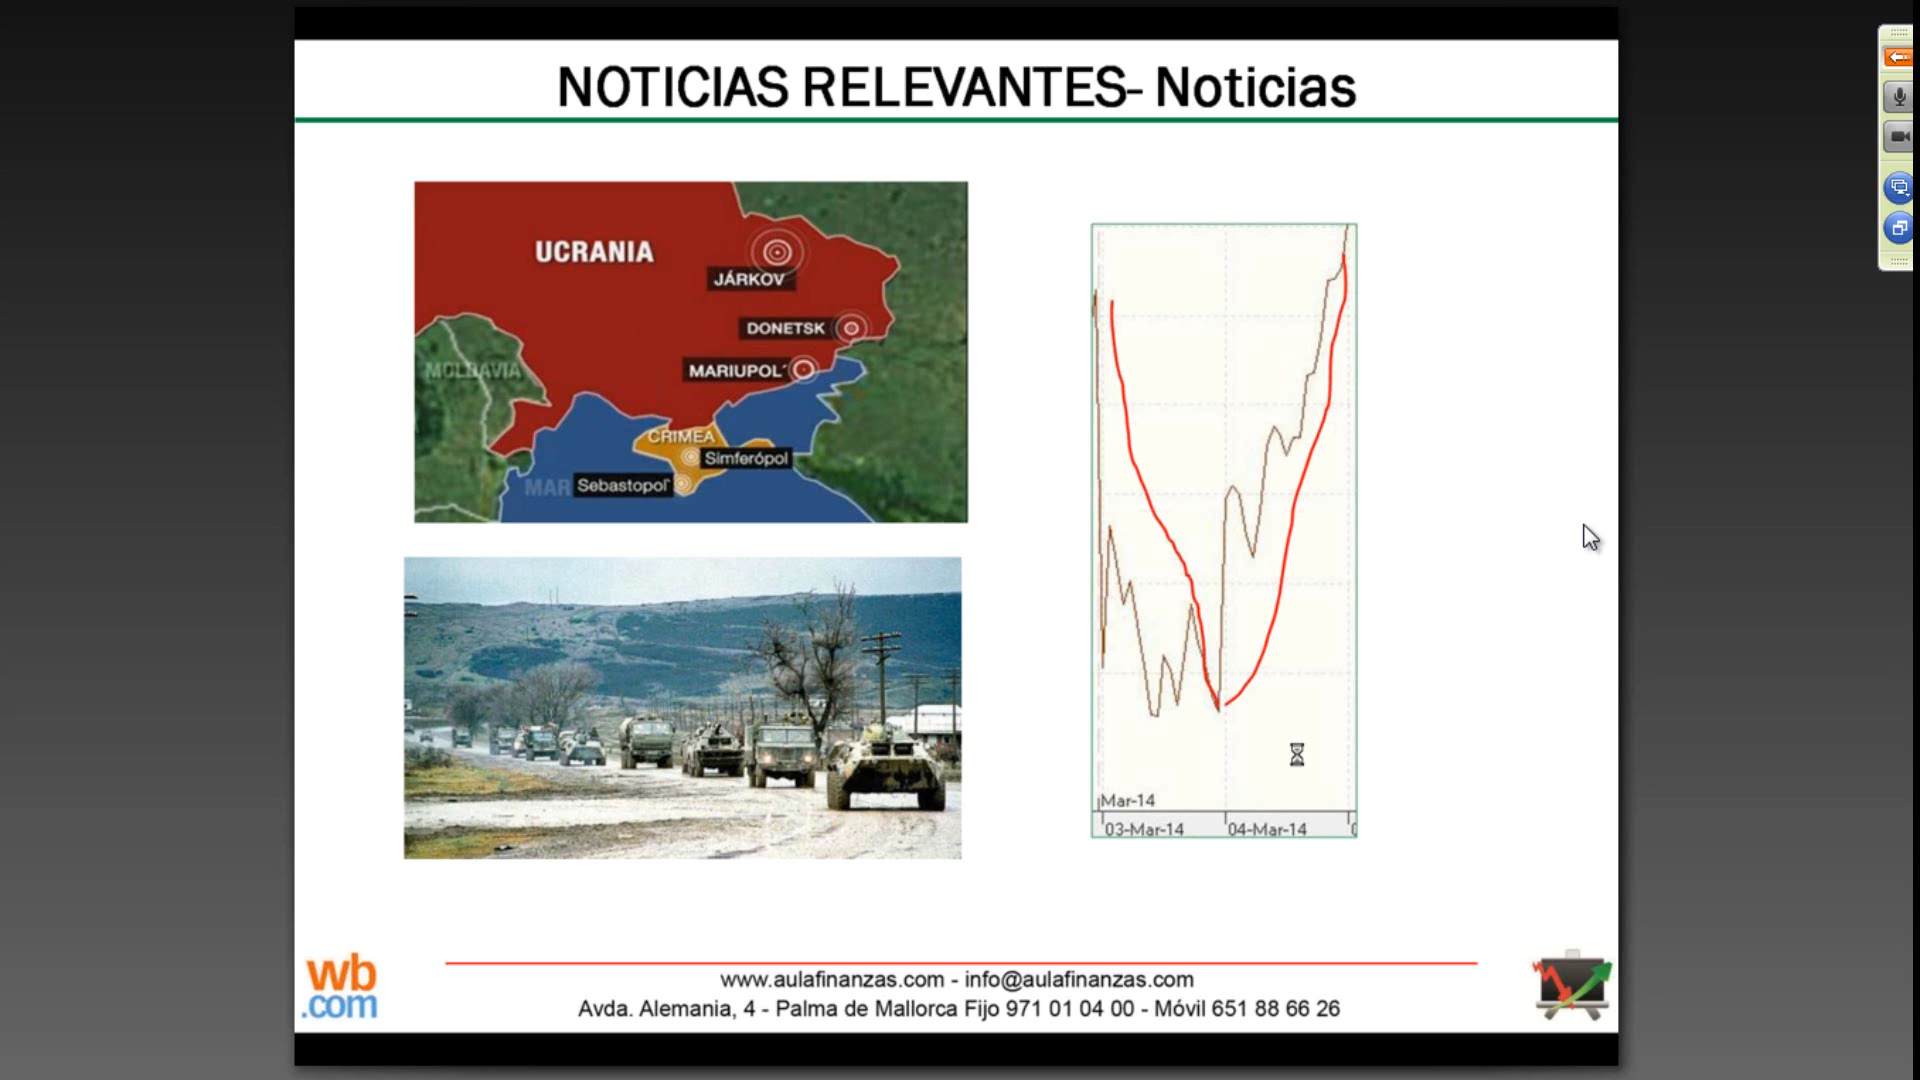 NOTICIAS RELEVANTES- Noticias
UCRANIA
JÁRKOV
DONETSK
MOLDAVIA
MARIUPOL´
CRIMEA
Simferópol
MAR Sebastopol´
Mar-14
03-Mar-14 04-Mar-14
wb
.com
www.aulafinanzas.com - info@aulafinanzas.com
Avda. Alemania, 4 - Palma de Mallorca Fijo 971 01 04 00 - Móvil 651 88 66 26